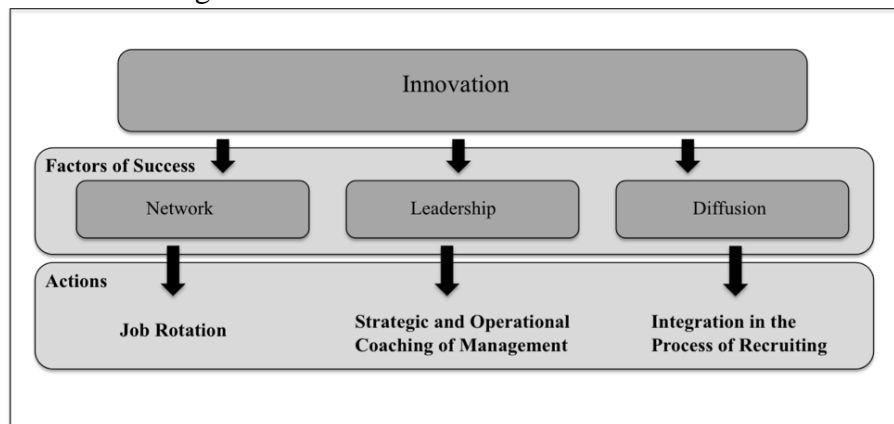 Innovation
Factors of Success
Network
Leadership
Diffusion
Actions
Job Rotation
Strategic and Operational
Coaching of Management
Integration in the
Process of Recruiting